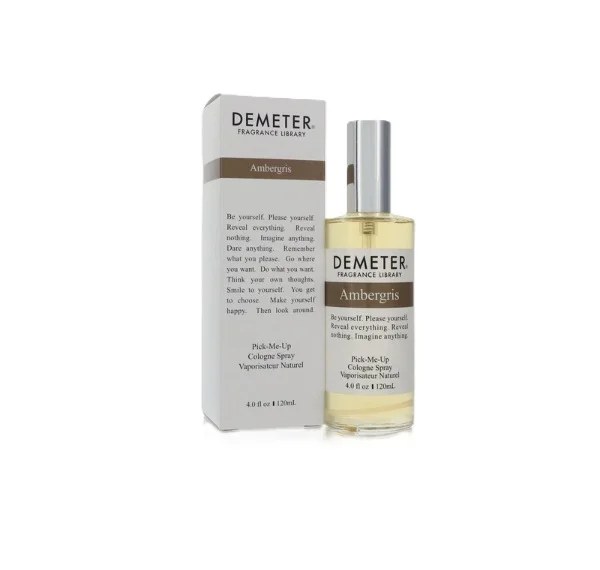 DEMETER®
FRAGRANCE LIBRARY
Ambergris
Be yourself. Please yourself.
Reveal everything. Reveal
nothing. Imagine anything.
Dare anything. Remember
what you please. Go where
you want. Do what you want.
Think your own thoughts.
Smile to yourself. You get
to choose. Make yourself
happy. Then look around.
Pick-Me-Up
Cologne Spray
Vaporisateur Naturel
4.0 fl oz 120mL
DEMETER®
FRAGRANCE LIBRARY
Ambergris
Be yourself. Please yourself.
Reveal everything. Reveal
nothing. Imagine anything.
Pick-Me-Up
Cologne Spray
Vaporisateur Naturel
4.0 fl oz 120mL